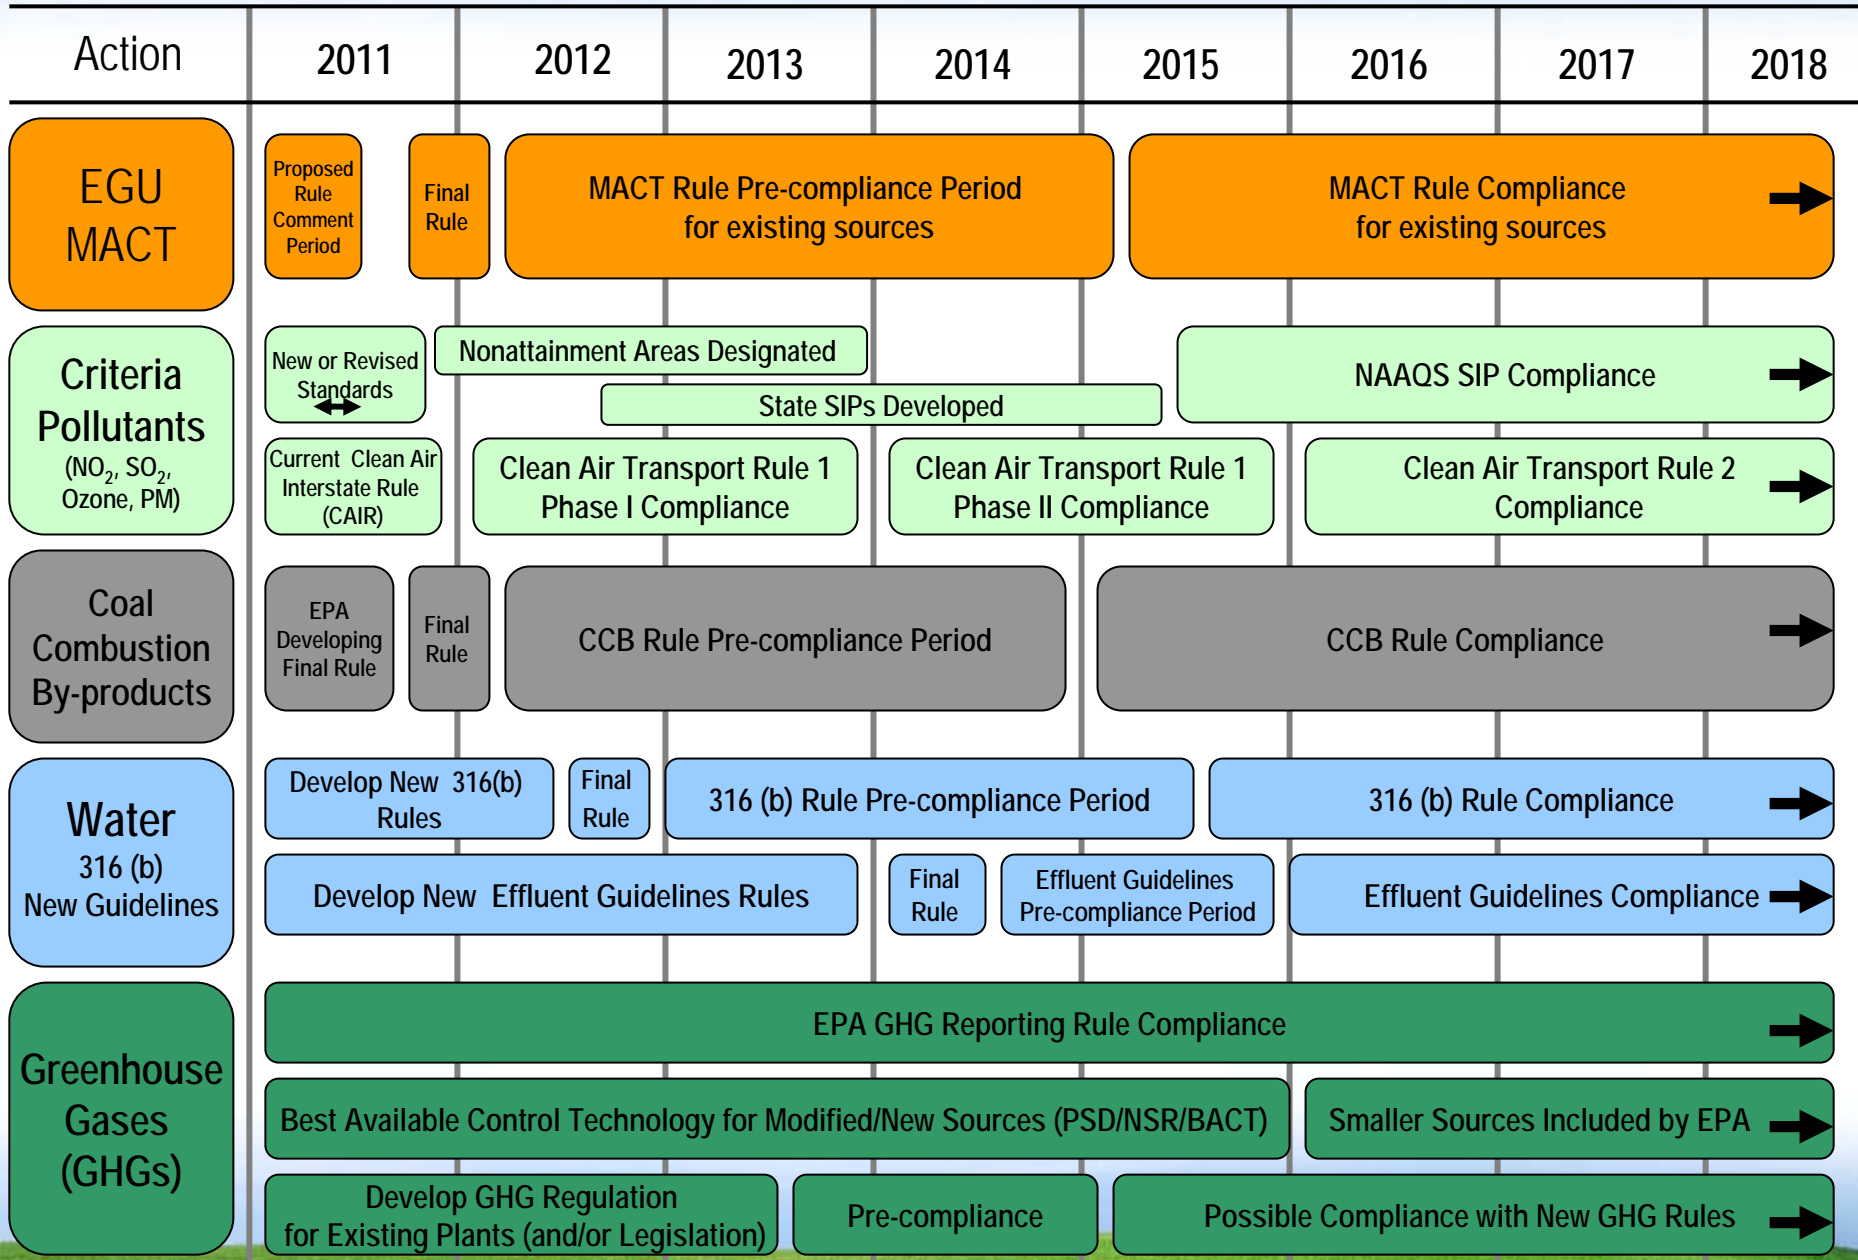 Action 2011 2012 2013 2014 2015 2016 2017 2018
EGU
MACT
Proposed
Rule
Comment
Period
Final
Rule
MACT Rule Pre-compliance Period
for existing sources
MACT Rule Compliance
for existing sources
Criteria
Pollutants
(NO₂, SO₂,
Ozone, PM)
New or Revised
Standards
Nonattainment Areas Designated
State SIPs Developed
NAAQS SIP Compliance
Current Clean Air
Interstate Rule
(CAIR)
Clean Air Transport Rule 1
Phase I Compliance
Clean Air Transport Rule 1
Phase II Compliance
Clean Air Transport Rule 2
Compliance
Coal
Combustion
By-products
EPA
Developing
Final Rule
Final
Rule
CCB Rule Pre-compliance Period
CCB Rule Compliance
Water
316 (b)
New Guidelines
Develop New 316(b)
Rules
Final
Rule
316 (b) Rule Pre-compliance Period
316 (b) Rule Compliance
Develop New Effluent Guidelines Rules
Final
Rule
Effluent Guidelines
Pre-compliance Period
Effluent Guidelines Compliance
Greenhouse
Gases
(GHGs)
EPA GHG Reporting Rule Compliance
Best Available Control Technology for Modified/New Sources (PSD/NSR/BACT)
Smaller Sources Included by EPA
Develop GHG Regulation
for Existing Plants (and/or Legislation)
Pre-compliance
Possible Compliance with New GHG Rules